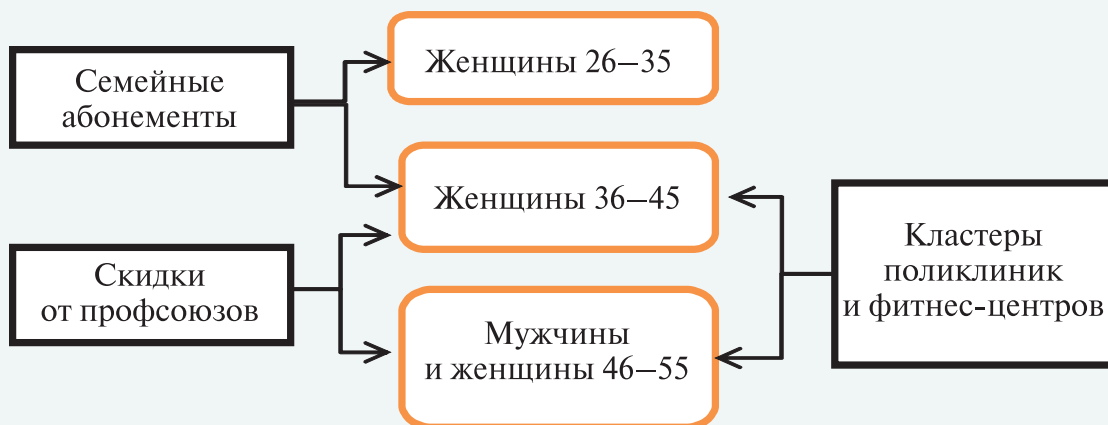 Семейные
абонементы
Скидки
от профсоюзов
Женщины 26–35
Женщины 36–45
Мужчины
и женщины 46–55
Кластеры
поликлиник
и фитнес-центров